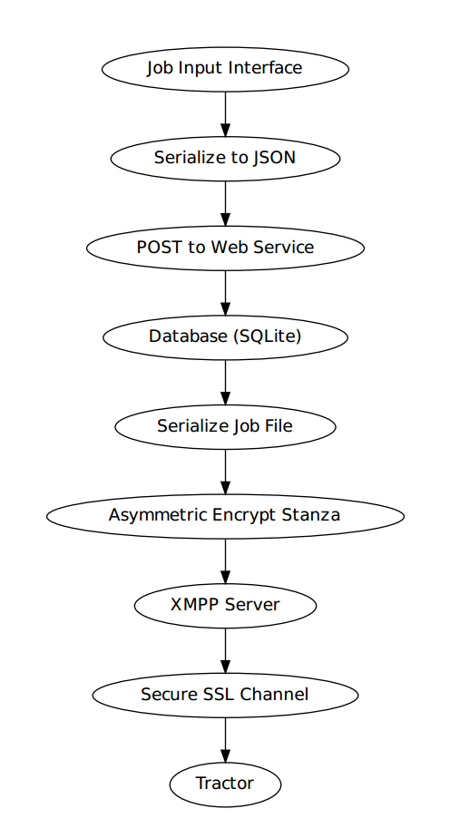 Job Input Interface
Serialize to JSON
POST to Web Service
Database (SQLite)
Serialize Job File
Asymmetric Encrypt Stanza
XMPP Server
Secure SSL Channel
Tractor